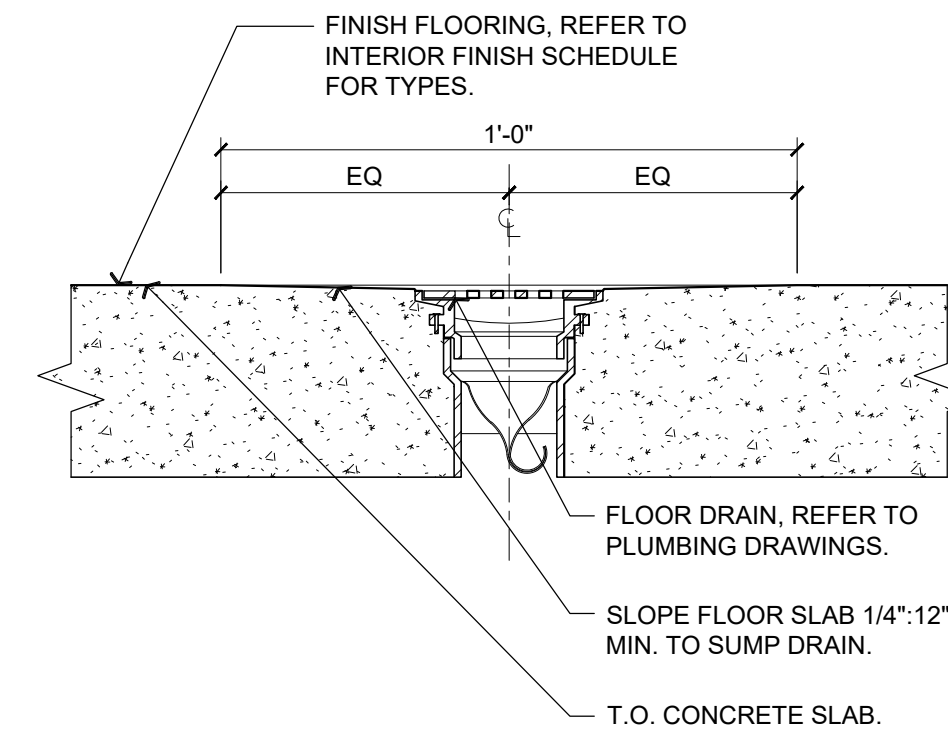 FINISH FLOORING, REFER TO
INTERIOR FINISH SCHEDULE
FOR TYPES.
1'-0"
EQ
EQ
℄
FLOOR DRAIN, REFER TO
PLUMBING DRAWINGS.
SLOPE FLOOR SLAB 1/4":12"
MIN. TO SUMP DRAIN.
T.O. CONCRETE SLAB.